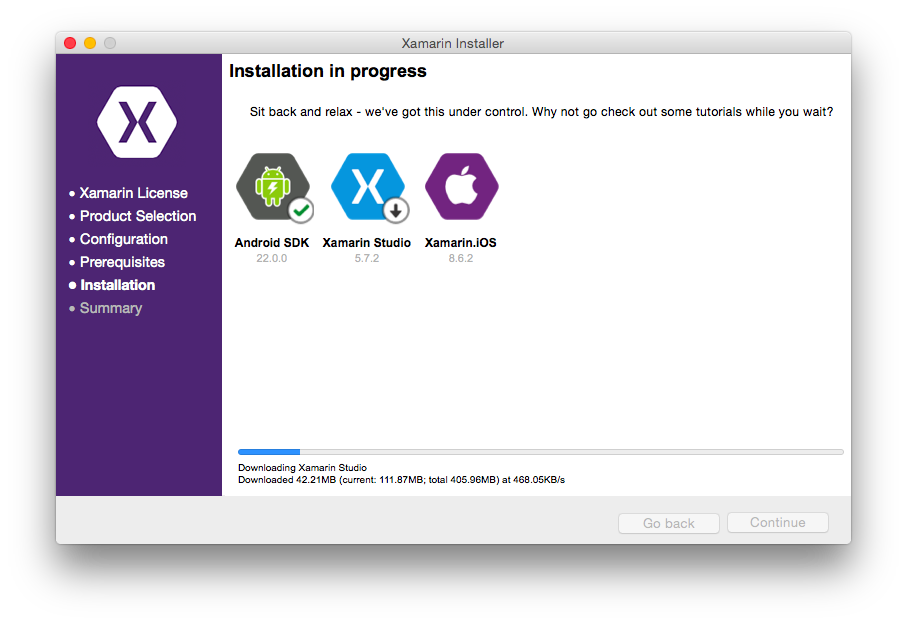 Xamarin Installer
Installation in progress
Sit back and relax - we've got this under control. Why not go check out some tutorials while you wait?
• Xamarin License
• Product Selection
• Configuration
• Prerequisites
• Installation
• Summary
Android SDK
22.0.0
Xamarin Studio
5.7.2
Xamarin.iOS
8.6.2
Downloading Xamarin Studio
Downloaded 42.21MB (current: 111.87MB; total 405.96MB) at 468.05KB/s
Go back
Continue